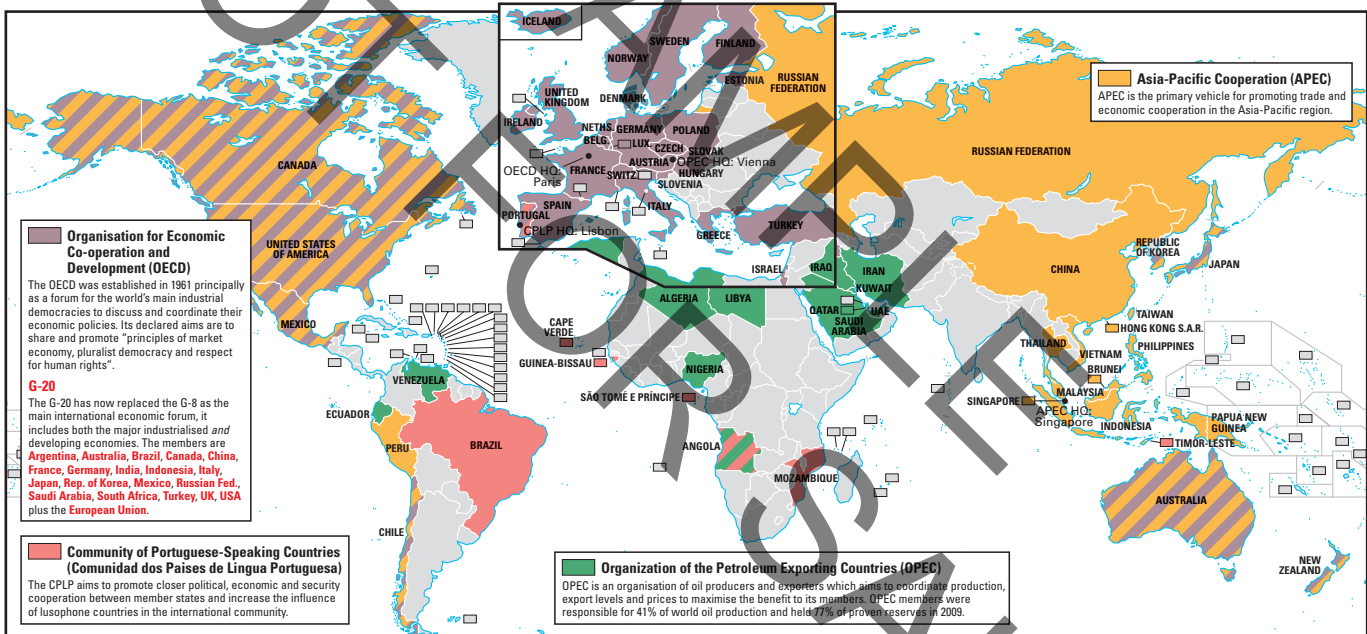 ICELAND
SWEDEN
FINLAND
NORWAY
ESTONIA
RUSSIAN
FEDERATION
UNITED
KINGDOM
DENMARK
IRELAND
NETHS.
GERMANY
POLAND
BELG.
LUX.
CZECH
SLOVAK
AUSTRIA
OPEC HQ: Vienna
OECD HQ:
Paris
FRANCE
SWITZ.
HUNGARY
SLOVENIA
SPAIN
ITALY
PORTUGAL
CPLP HQ: Lisbon
GREECE
TURKEY
Asia-Pacific Cooperation (APEC)
APEC is the primary vehicle for promoting trade and
economic cooperation in the Asia-Pacific region.
CANADA
UNITED STATES
OF AMERICA
MEXICO
RUSSIAN FEDERATION
CHINA
REPUBLIC
OF KOREA
JAPAN
TAIWAN
HONG KONG S.A.R.
THAILAND
VIETNAM
PHILIPPINES
BRUNEI
MALAYSIA
SINGAPORE
APEC HQ:
Singapore
INDONESIA
PAPUA NEW
GUINEA
TIMOR-LESTE
AUSTRALIA
NEW
ZEALAND
ISRAEL
IRAQ
IRAN
KUWAIT
QATAR
UAE
SAUDI
ARABIA
ALGERIA
LIBYA
CAPE
VERDE
GUINEA-BISSAU
NIGERIA
SÃO TOMÉ E PRÍNCIPE
ANGOLA
MOZAMBIQUE
VENEZUELA
ECUADOR
PERU
BRAZIL
CHILE
Organisation for Economic
Co-operation and
Development (OECD)
The OECD was established in 1961 principally
as a forum for the world's main industrial
democracies to discuss and coordinate their
economic policies. Its declared aims are to
share and promote “principles of market
economy, pluralist democracy and respect
for human rights”.
G-20
The G-20 has now replaced the G-8 as the
main international economic forum, it
includes both the major industrialised and
developing economies. The members are
Argentina, Australia, Brazil, Canada, China,
France, Germany, India, Indonesia, Italy,
Japan, Rep. of Korea, Mexico, Russian Fed.,
Saudi Arabia, South Africa, Turkey, UK, USA
plus the European Union.
Community of Portuguese-Speaking Countries
(Comunidad dos Paises de Lingua Portuguesa)
The CPLP aims to promote closer political, economic and security
cooperation between member states and increase the influence
of lusophone countries in the international community.
Organization of the Petroleum Exporting Countries (OPEC)
OPEC is an organisation of oil producers and exporters which aims to coordinate production,
export levels and prices to maximise the benefit to its members. OPEC members were
responsible for 41% of world oil production and held 77% of proven reserves in 2009.